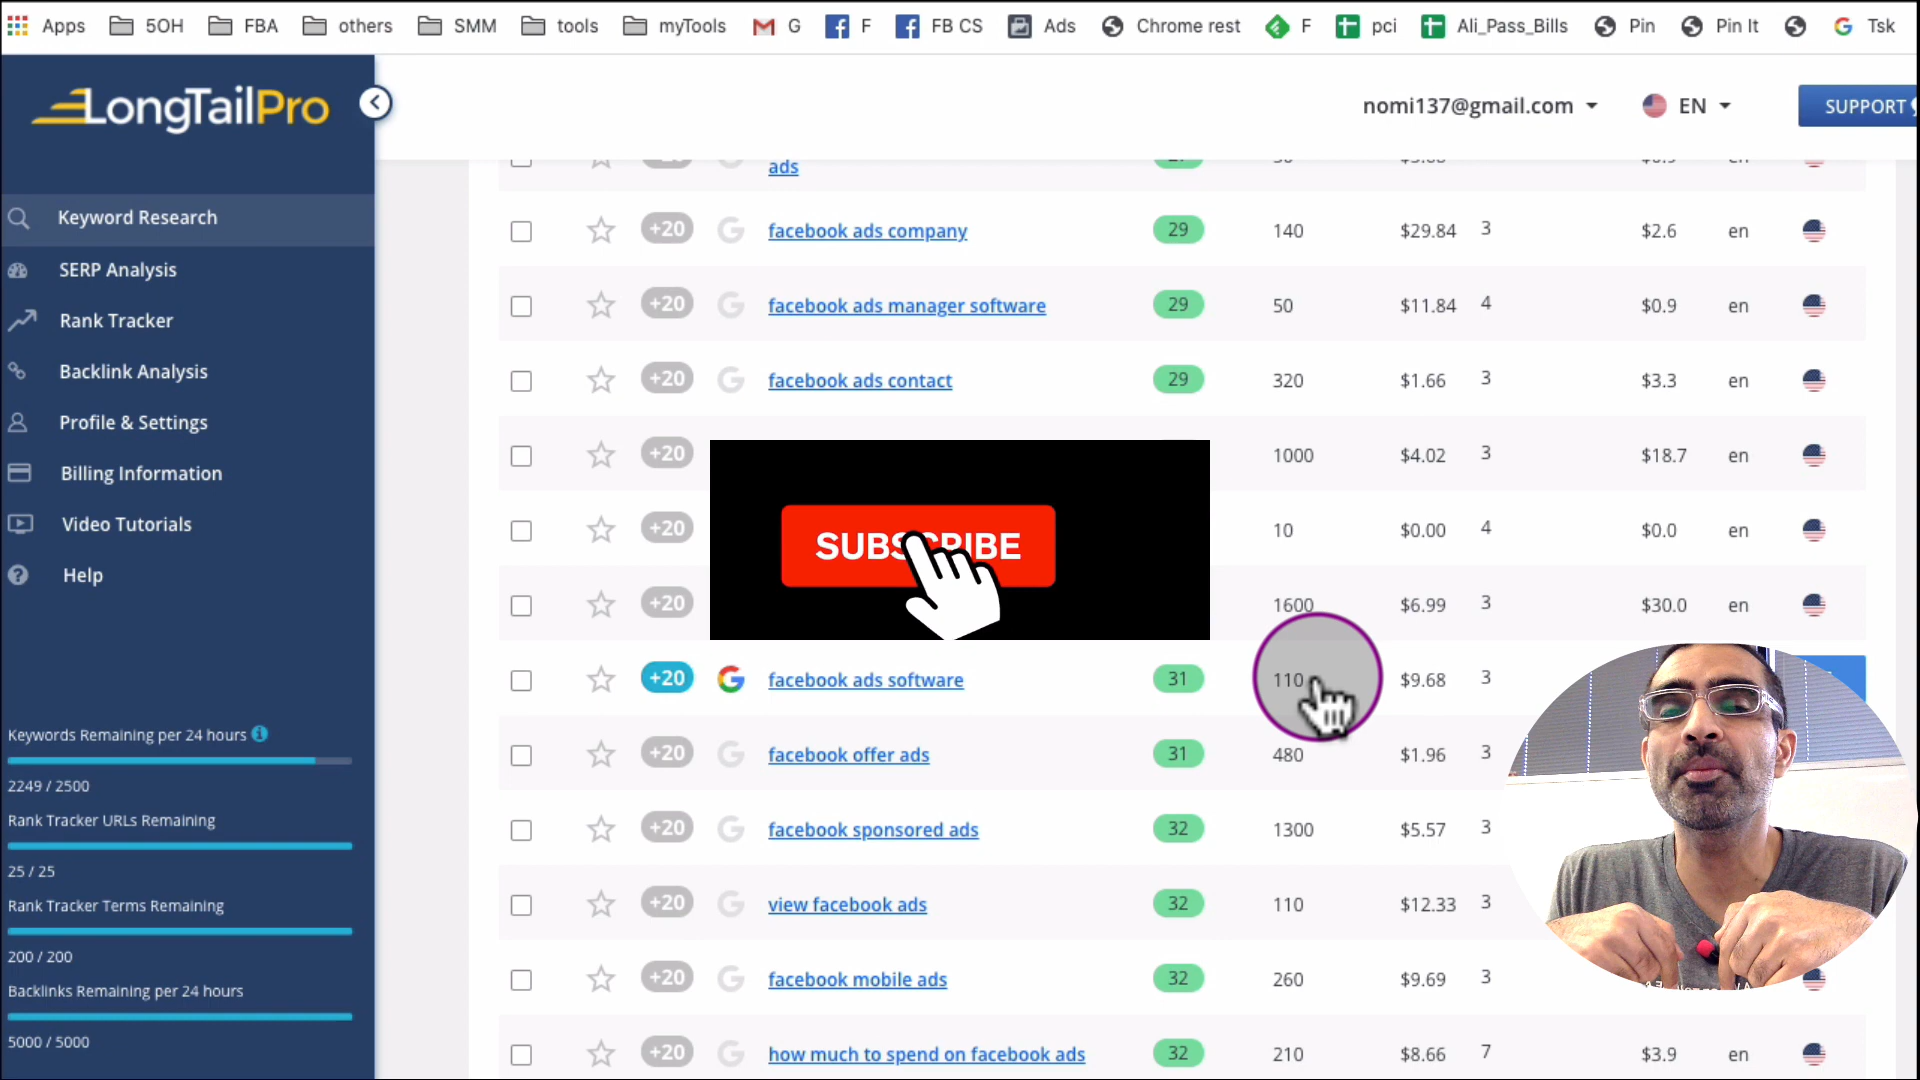 Apps 5OH FBA others SMM tools myTools G F FB CS Ads Chrome rest F pci Ali_Pass_Bills Pin Pin It Tsk
LongTailPro
nomi137@gmail.com EN SUPPORT
Keyword Research
SERP Analysis
Rank Tracker
Backlink Analysis
Profile & Settings
Billing Information
Video Tutorials
Help
Keywords Remaining per 24 hours
2249 / 2500
Rank Tracker URLs Remaining
25 / 25
Rank Tracker Terms Remaining
200 / 200
Backlinks Remaining per 24 hours
5000 / 5000
ads
+20 facebook ads company 29 140 $29.84 3 $2.6 en
+20 facebook ads manager software 29 50 $11.84 4 $0.9 en
+20 facebook ads contact 29 320 $1.66 3 $3.3 en
+20 1000 $4.02 3 $18.7 en
+20 10 $0.00 4 $0.0 en
SUBSCRIBE
+20 1600 $6.99 3 $30.0 en
+20 facebook ads software 31 110 $9.68 3
+20 facebook offer ads 31 480 $1.96 3
+20 facebook sponsored ads 32 1300 $5.57 3
+20 view facebook ads 32 110 $12.33 3
+20 facebook mobile ads 32 260 $9.69 3
+20 how much to spend on facebook ads 32 210 $8.66 7 $3.9 en